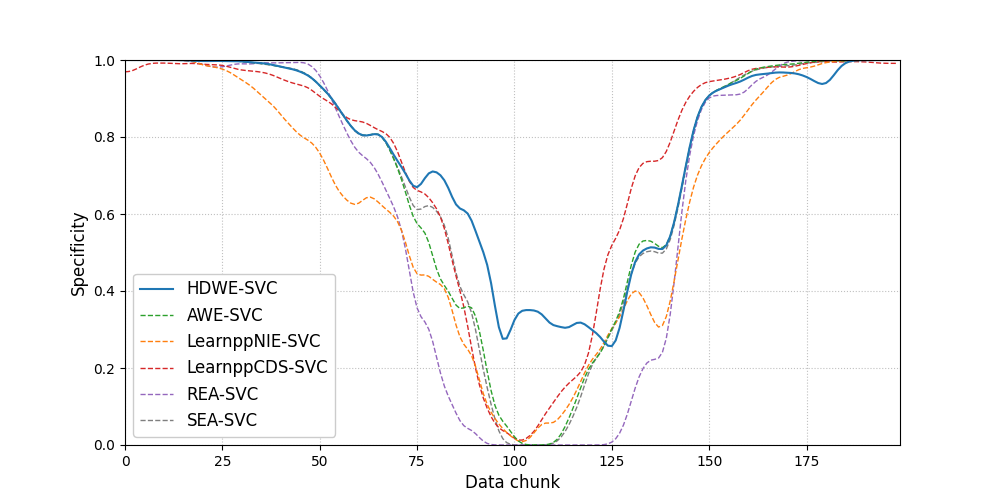 1.0
0.8
0.6
0.4
0.2
0.0
Specificity
HDWE-SVC
AWE-SVC
LearnppNIE-SVC
LearnppCDS-SVC
REA-SVC
SEA-SVC
0 25 50 75 100 125 150 175
Data chunk